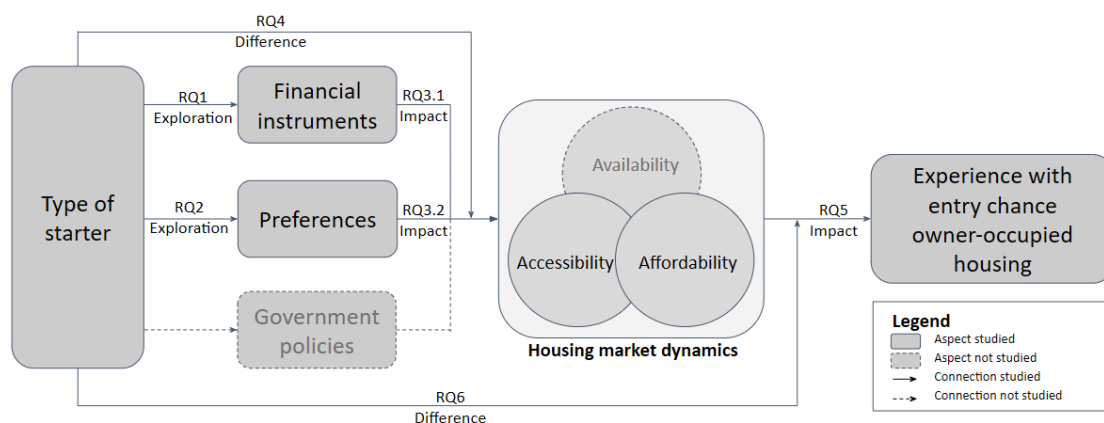 RQ4
Difference
Type of
starter
RQ1
Exploration
Financial
instruments
RQ3.1
Impact
RQ2
Exploration
Preferences
RQ3.2
Impact
Government
policies
Availability
Accessibility
Affordability
Housing market dynamics
RQ5
Impact
Experience with
entry chance
owner-occupied
housing
RQ6
Difference
Legend
Aspect studied
Aspect not studied
Connection studied
Connection not studied